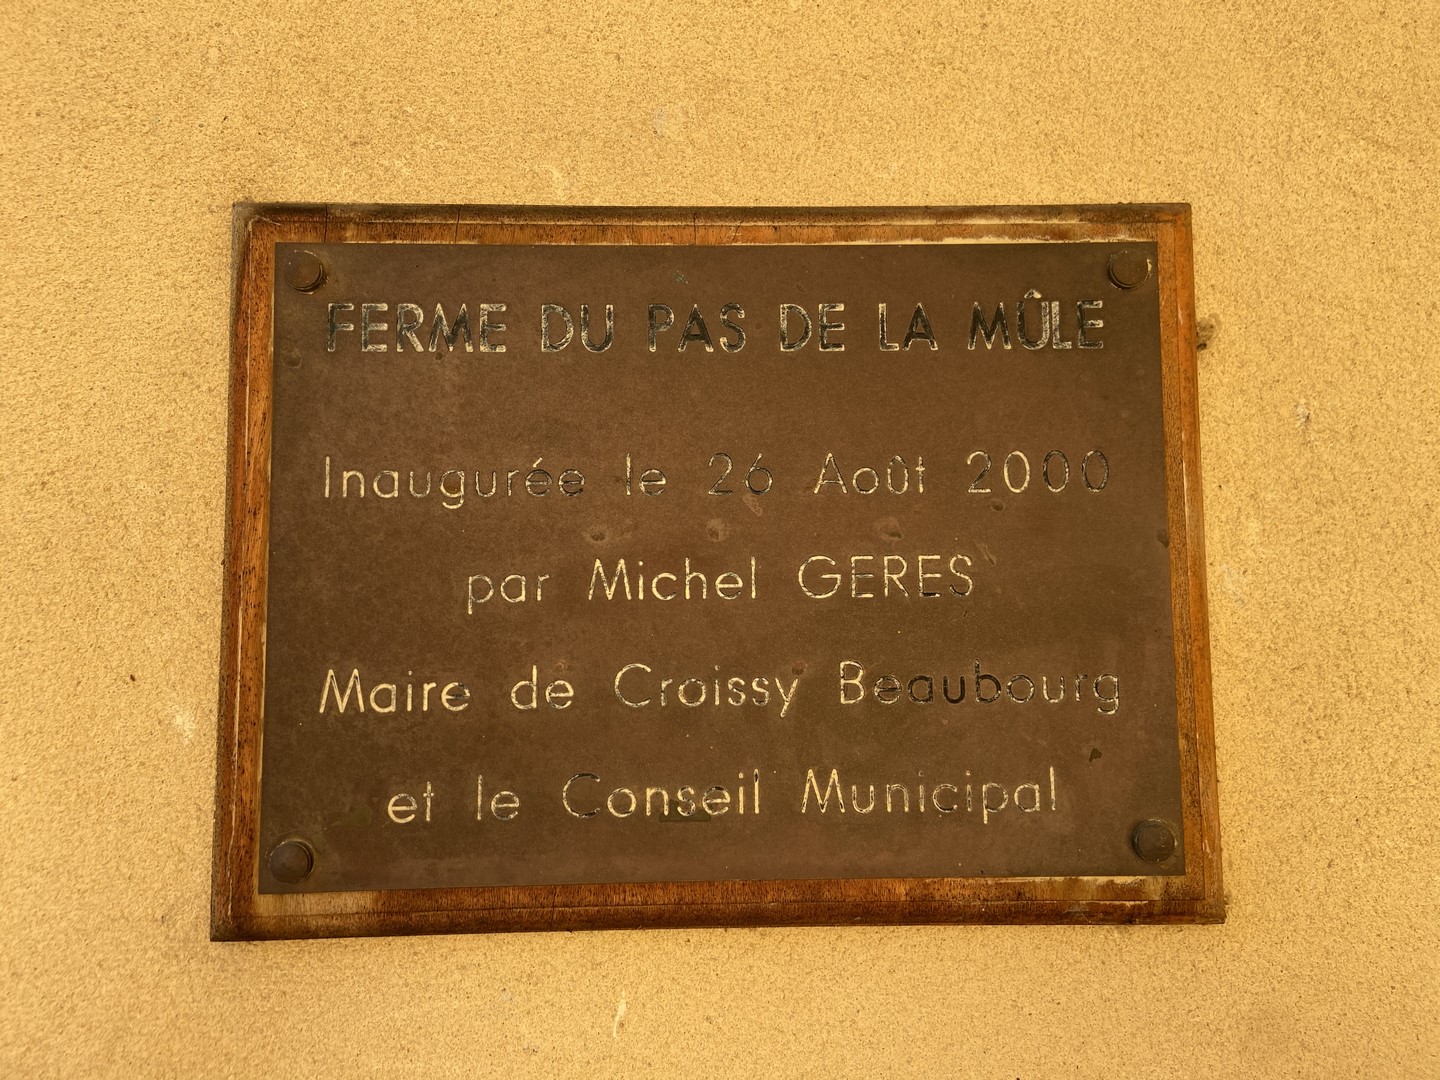 FERME DU PAS DE LA MÛLE
Inaugurée le 26 Août 2000
par Michel GERES
Maire de Croissy Beaubourg
et le Conseil Municipal